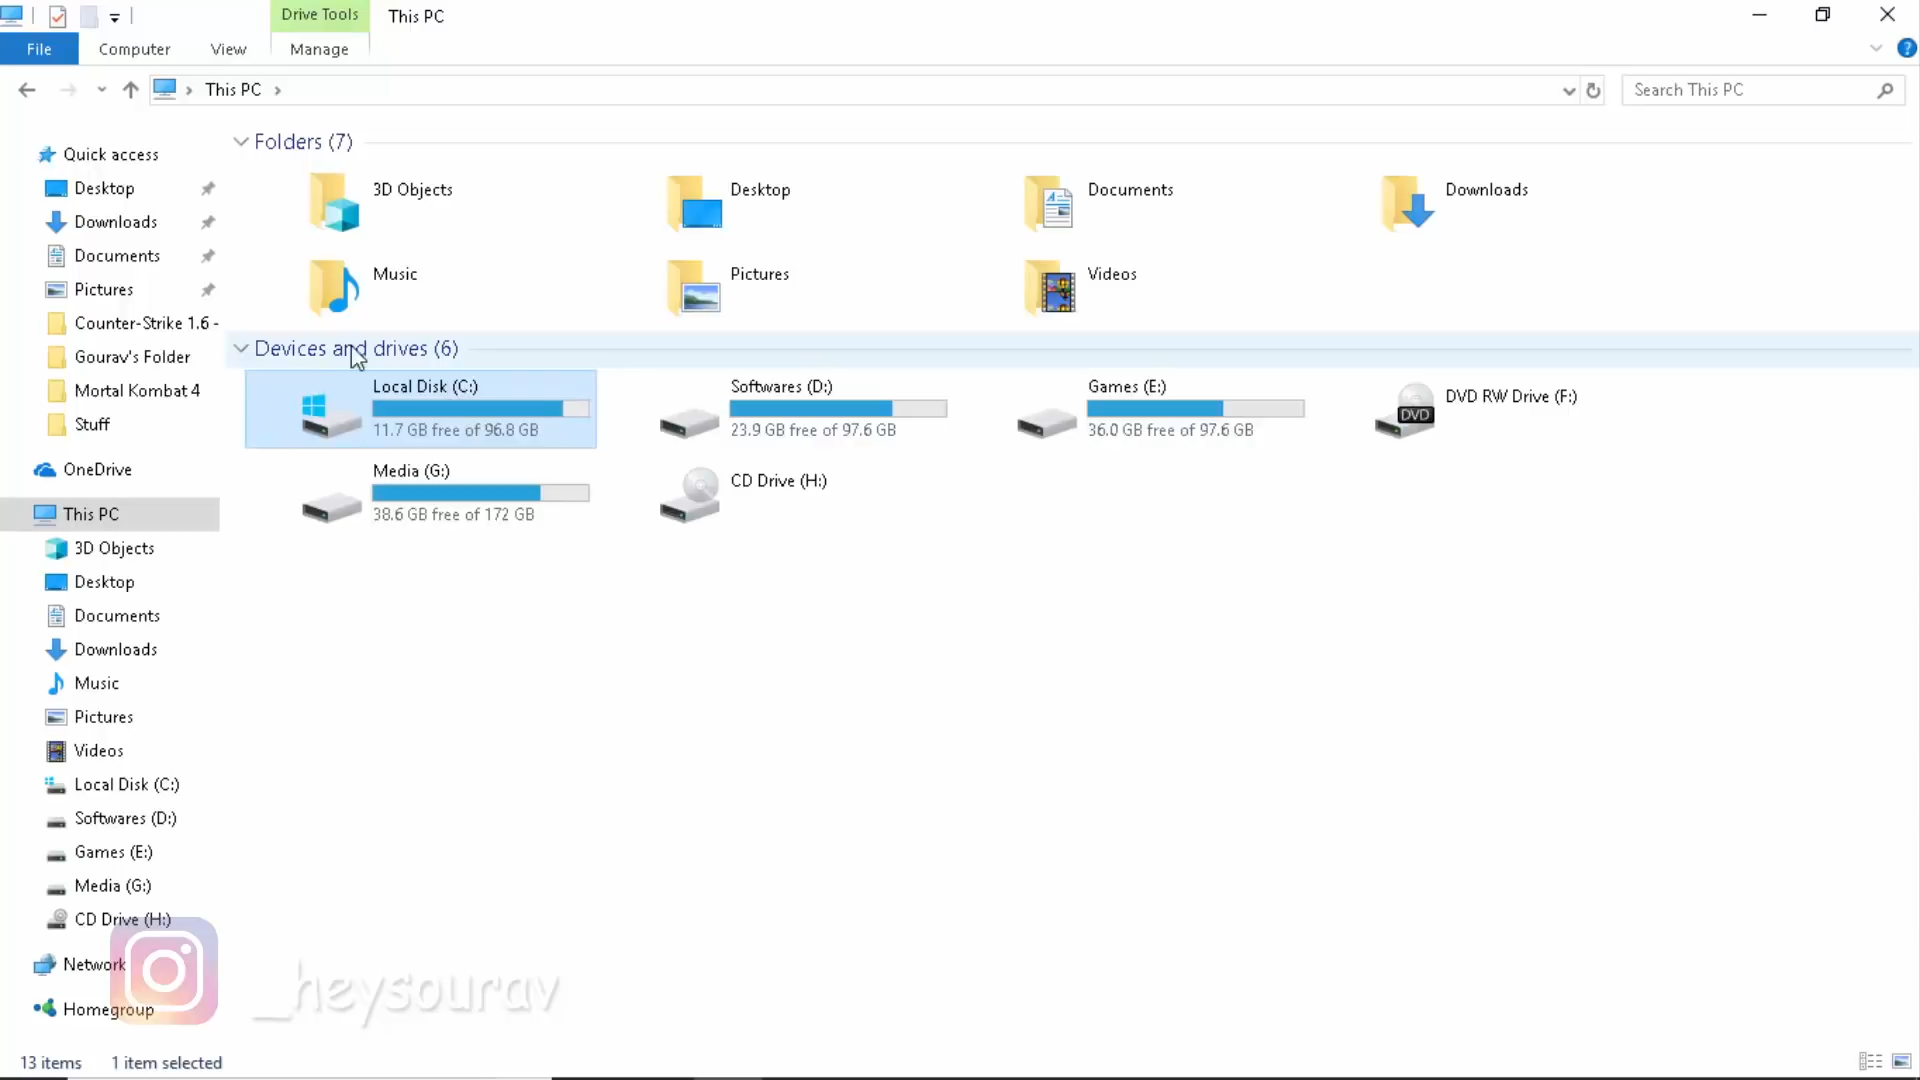 Drive Tools
This PC
File
Computer
View
Manage
This PC
Search This PC
Quick access
Desktop
Downloads
Documents
Pictures
Counter-Strike 1.6 -
Gourav's Folder
Mortal Kombat 4
Stuff
OneDrive
This PC
3D Objects
Desktop
Documents
Downloads
Music
Pictures
Videos
Local Disk (C:)
Softwares (D:)
Games (E:)
Media (G:)
CD Drive (H:)
Network
Homegroup
Folders (7)
3D Objects
Desktop
Documents
Downloads
Music
Pictures
Videos
Devices and drives (6)
Local Disk (C:)
11.7 GB free of 96.8 GB
Softwares (D:)
23.9 GB free of 97.6 GB
Games (E:)
36.0 GB free of 97.6 GB
DVD RW Drive (F:)
DVD
Media (G:)
38.6 GB free of 172 GB
CD Drive (H:)
_heysourav
13 items
1 item selected